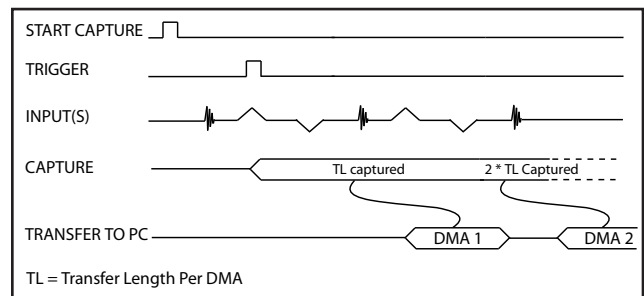 START CAPTURE
TRIGGER
INPUT(S)
CAPTURE
TL captured
2 * TL Captured
TRANSFER TO PC
DMA 1
DMA 2
TL = Transfer Length Per DMA